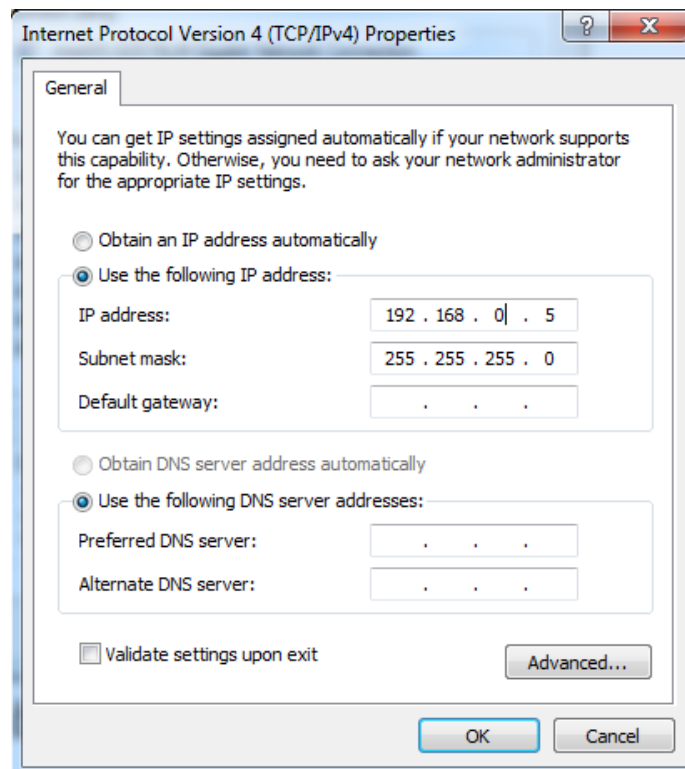 Internet Protocol Version 4 (TCP/IPv4) Properties
General
You can get IP settings assigned automatically if your network supports
this capability. Otherwise, you need to ask your network administrator
for the appropriate IP settings.
Obtain an IP address automatically
Use the following IP address:
IP address: 192 . 168 . 0 . 5
Subnet mask: 255 . 255 . 255 . 0
Default gateway: . . .
Obtain DNS server address automatically
Use the following DNS server addresses:
Preferred DNS server: . . .
Alternate DNS server: . . .
Validate settings upon exit
Advanced...
OK Cancel